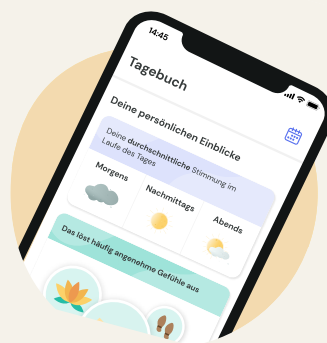 14:45
Tagebuch
Deine persönlichen Einblicke
Deine durchschnittliche Stimmung im
Laufe des Tages
Morgens
Nachmittags
Abends
Das löst häufig angenehme Gefühle aus